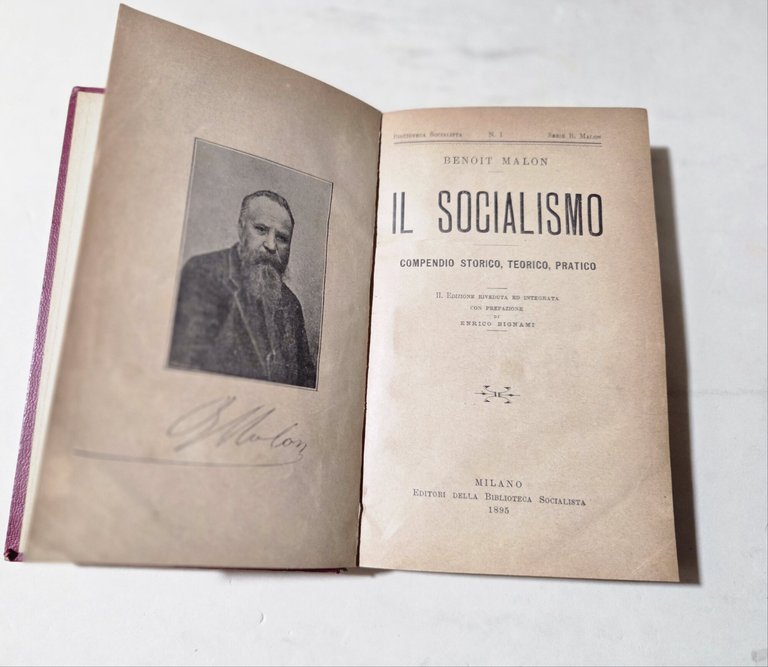 B Malon
BIBLIOTECA SOCIALISTA N. 1 SERIE B. MALON
BENOIT MALON
IL SOCIALISMO
COMPENDIO STORICO, TEORICO, PRATICO
II. EDIZIONE RIVEDUTA ED INTEGRATA
CON PREFAZIONE
DI
ENRICO BIGNAMI
MILANO
EDITORI DELLA BIBLIOTECA SOCIALISTA
1895